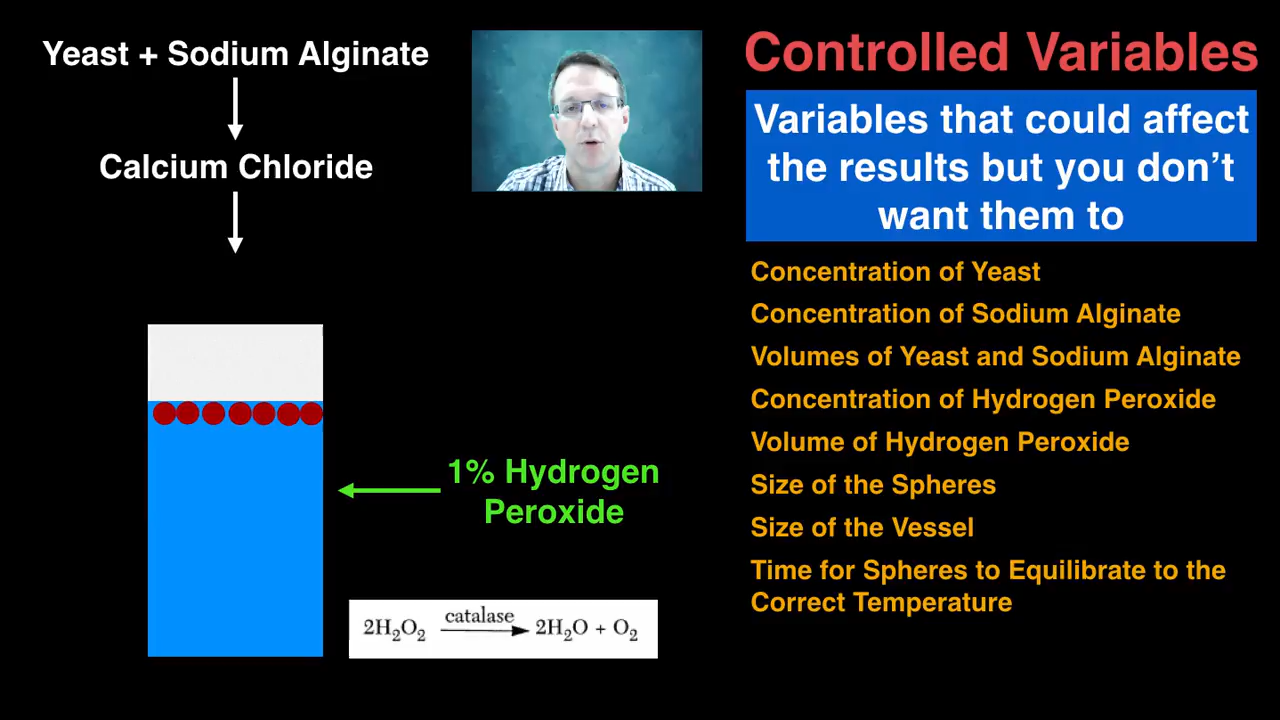 Yeast + Sodium Alginate
Calcium Chloride
1% Hydrogen
Peroxide
2H₂O₂ catalase 2H₂O + O₂
Controlled Variables
Variables that could affect
the results but you don’t
want them to
Concentration of Yeast
Concentration of Sodium Alginate
Volumes of Yeast and Sodium Alginate
Concentration of Hydrogen Peroxide
Volume of Hydrogen Peroxide
Size of the Spheres
Size of the Vessel
Time for Spheres to Equilibrate to the
Correct Temperature